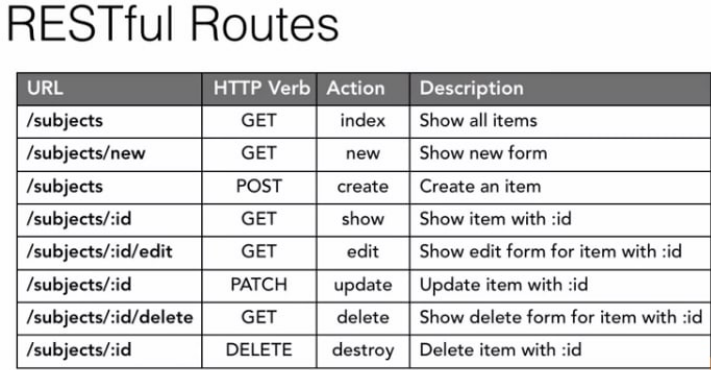 RESTful Routes
URL HTTP Verb Action Description
/subjects GET index Show all items
/subjects/new GET new Show new form
/subjects POST create Create an item
/subjects/:id GET show Show item with :id
/subjects/:id/edit GET edit Show edit form for item with :id
/subjects/:id PATCH update Update item with :id
/subjects/:id/delete GET delete Show delete form for item with :id
/subjects/:id DELETE destroy Delete item with :id